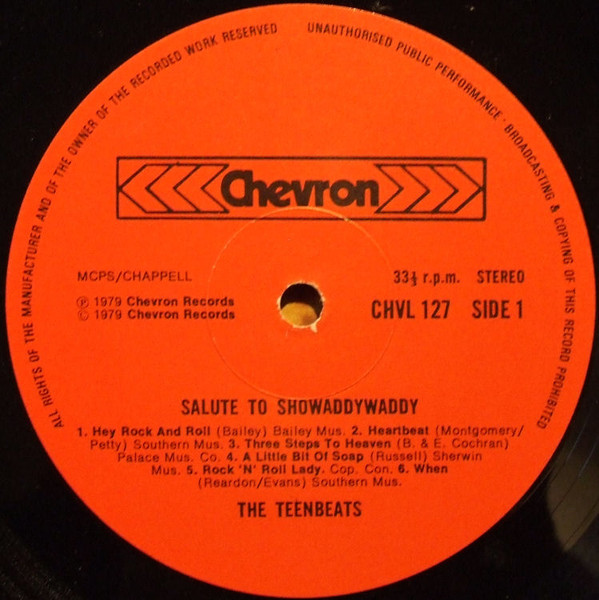 ALL RIGHTS OF THE MANUFACTURER AND OF THE OWNER OF THE RECORDED WORK RESERVED
UNAUTHORISED PUBLIC PERFORMANCE · BROADCASTING & COPYING OF THIS RECORD PROHIBITED
Chevron
MCPS/CHAPPELL
33⅓ r.p.m. STEREO
Ⓟ 1979 Chevron Records
© 1979 Chevron Records
CHVL 127 SIDE 1
SALUTE TO SHOWADDYWADDY
1. Hey Rock And Roll (Bailey) Bailey Mus. 2. Heartbeat (Montgomery/
Petty) Southern Mus. 3. Three Steps To Heaven (B. & E. Cochran)
Palace Mus. Co. 4. A Little Bit Of Soap (Russell) Sherwin
Mus. 5. Rock 'N' Roll Lady. Cop. Con. 6. When
(Reardon/Evans) Southern Mus.
THE TEENBEATS